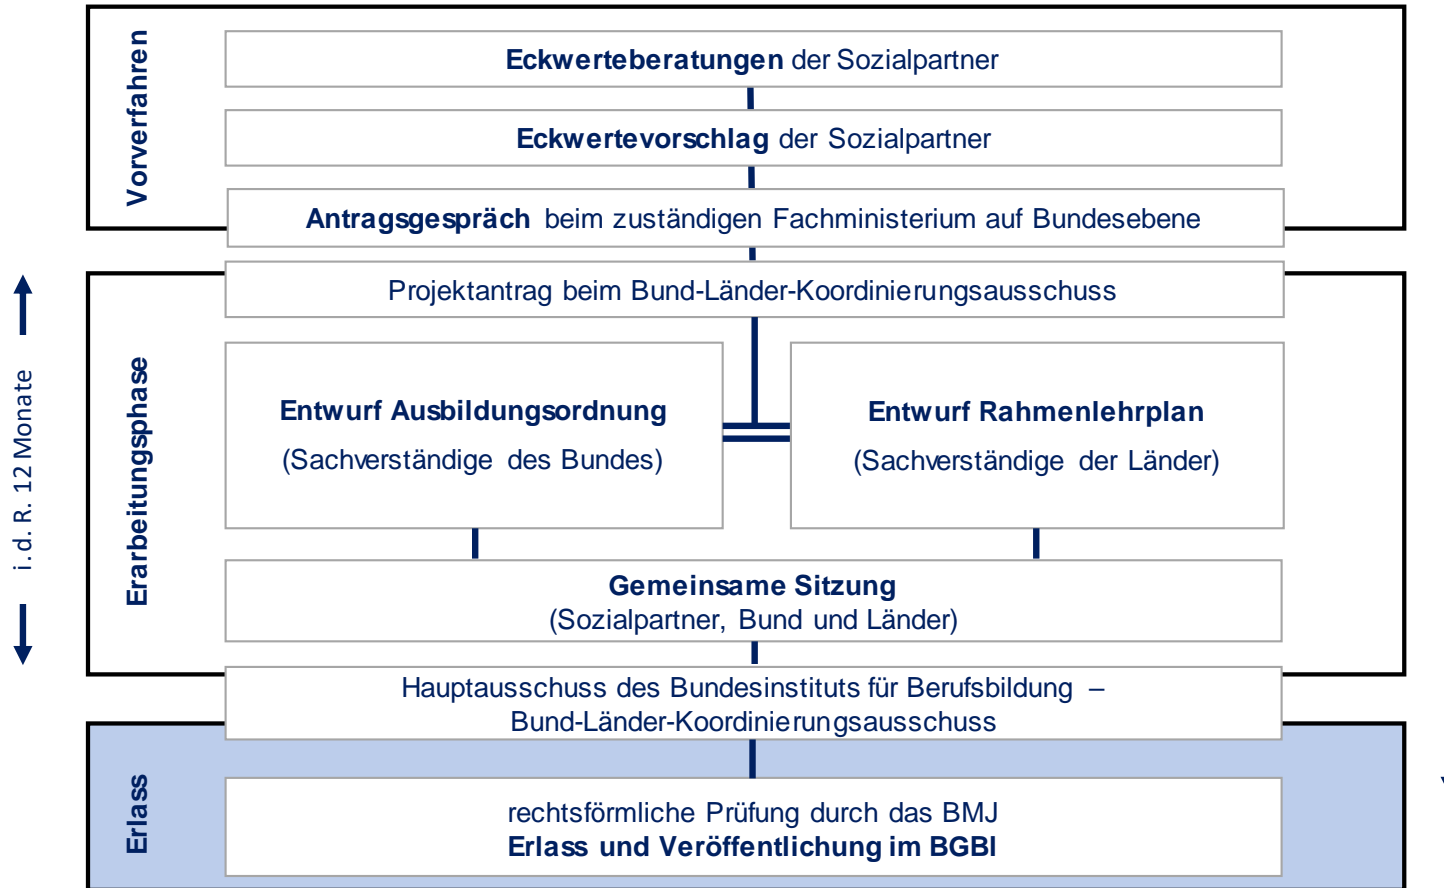 Vorverfahren
Eckwerteberatungen der Sozialpartner
Eckwertevorschlag der Sozialpartner
Antragsgespräch beim zuständigen Fachministerium auf Bundesebene
i.d. R. 12 Monate
Erarbeitungsphase
Projektantrag beim Bund-Länder-Koordinierungsausschuss
Entwurf Ausbildungsordnung
(Sachverständige des Bundes)
Entwurf Rahmenlehrplan
(Sachverständige der Länder)
Gemeinsame Sitzung
(Sozialpartner, Bund und Länder)
Hauptausschuss des Bundesinstituts für Berufsbildung –
Bund-Länder-Koordinierungsausschuss
Erlass
rechtsförmliche Prüfung durch das BMJ
Erlass und Veröffentlichung im BGBl